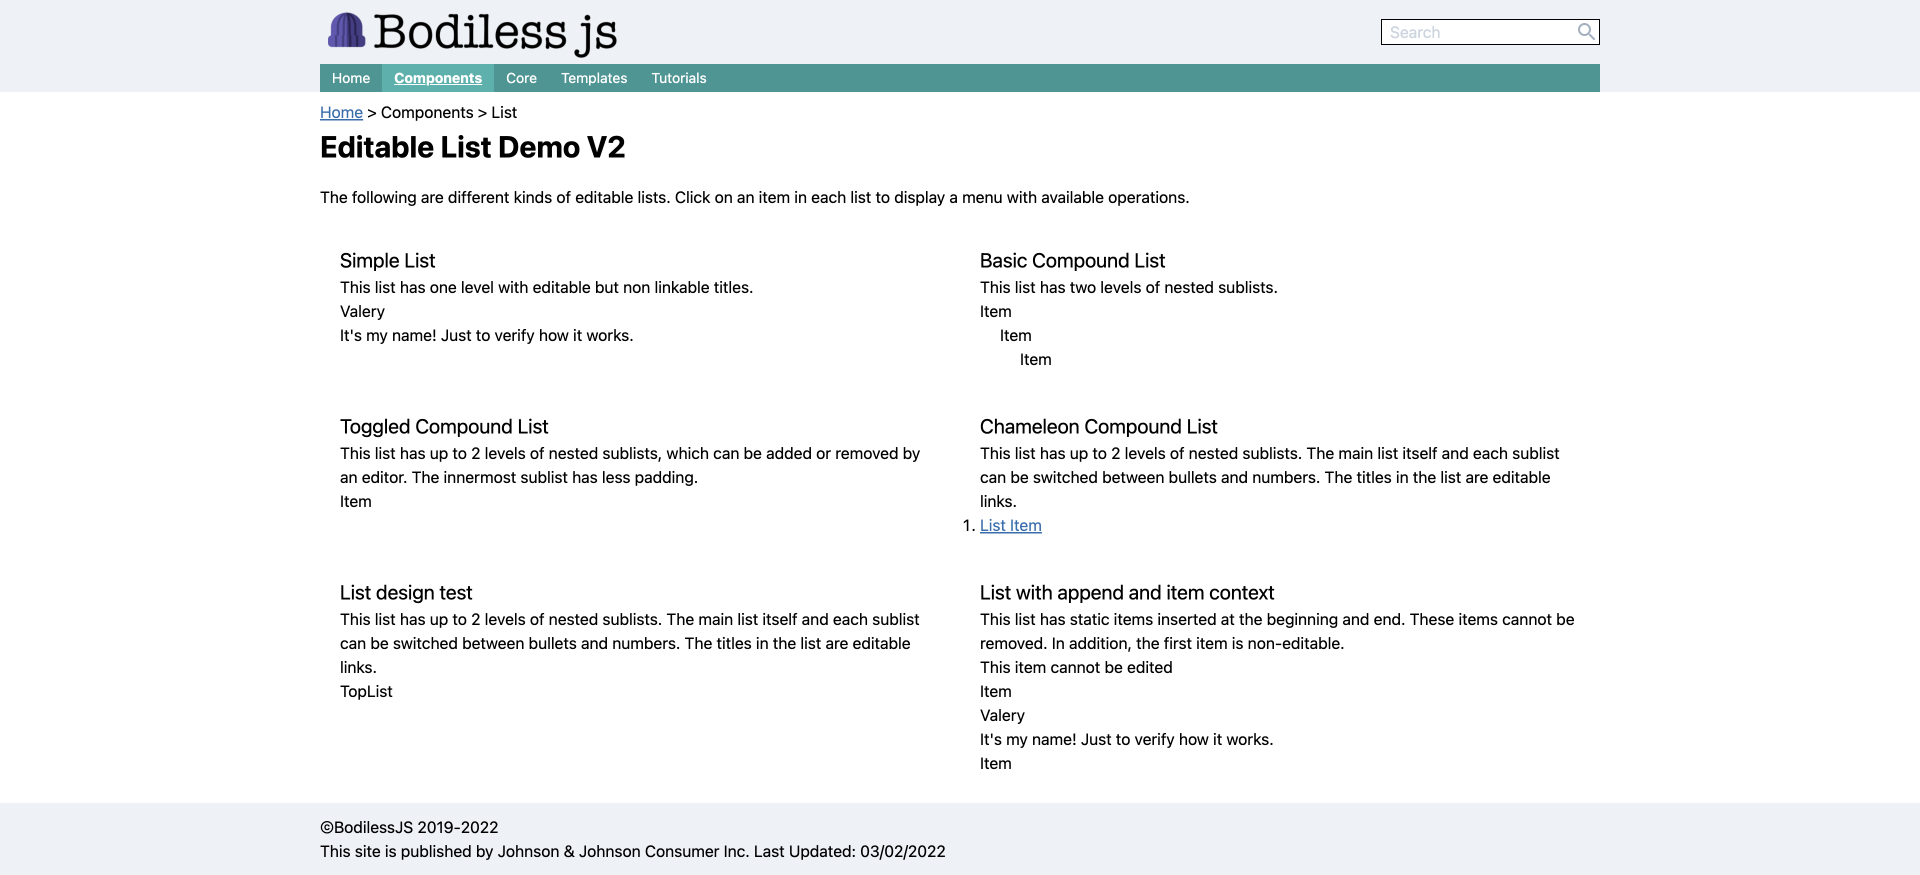 Bodiless js
Search
Home Components Core Templates Tutorials
Home > Components > List
Editable List Demo V2
The following are different kinds of editable lists. Click on an item in each list to display a menu with available operations.
Simple List
This list has one level with editable but non linkable titles.
Valery
It's my name! Just to verify how it works.
Basic Compound List
This list has two levels of nested sublists.
Item
Item
Item
Toggled Compound List
This list has up to 2 levels of nested sublists, which can be added or removed by
an editor. The innermost sublist has less padding.
Item
Chameleon Compound List
This list has up to 2 levels of nested sublists. The main list itself and each sublist
can be switched between bullets and numbers. The titles in the list are editable
links.
1. List Item
List design test
This list has up to 2 levels of nested sublists. The main list itself and each sublist
can be switched between bullets and numbers. The titles in the list are editable
links.
TopList
List with append and item context
This list has static items inserted at the beginning and end. These items cannot be
removed. In addition, the first item is non-editable.
This item cannot be edited
Item
Valery
It's my name! Just to verify how it works.
Item
©BodilessJS 2019-2022
This site is published by Johnson & Johnson Consumer Inc. Last Updated: 03/02/2022